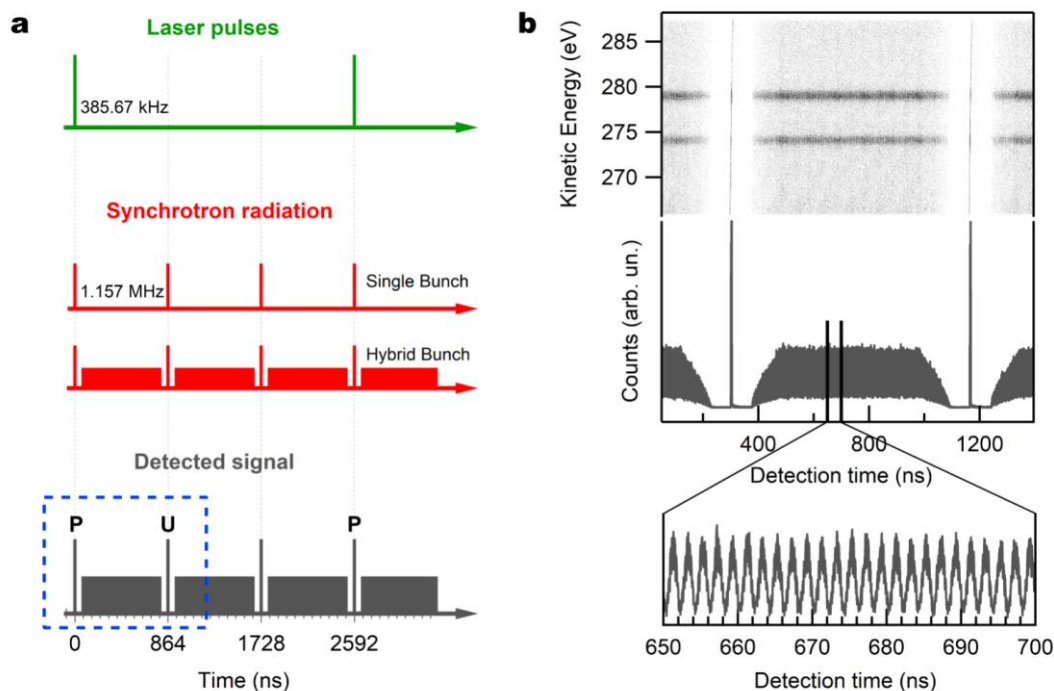 a
Laser pulses
385.67 kHz
Synchrotron radiation
1.157 MHz
Single Bunch
Hybrid Bunch
Detected signal
P U P
0 864 1728 2592
Time (ns)
b
285
280
275
270
Kinetic Energy (eV)
Counts (arb. un.)
400 800 1200
Detection time (ns)
650 660 670 680 690 700
Detection time (ns)